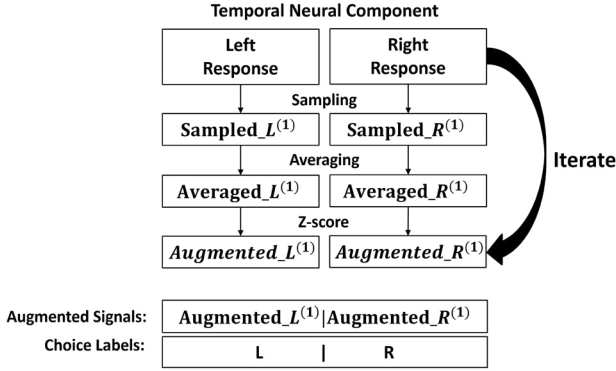 Temporal Neural Component
Left Response
Right Response
Sampling
Sampled_L⁽¹⁾
Sampled_R⁽¹⁾
Averaging
Averaged_L⁽¹⁾
Averaged_R⁽¹⁾
Z-score
Augmented_L⁽¹⁾
Augmented_R⁽¹⁾
Iterate
Augmented Signals: Augmented_L⁽¹⁾|Augmented_R⁽¹⁾
Choice Labels: L | R